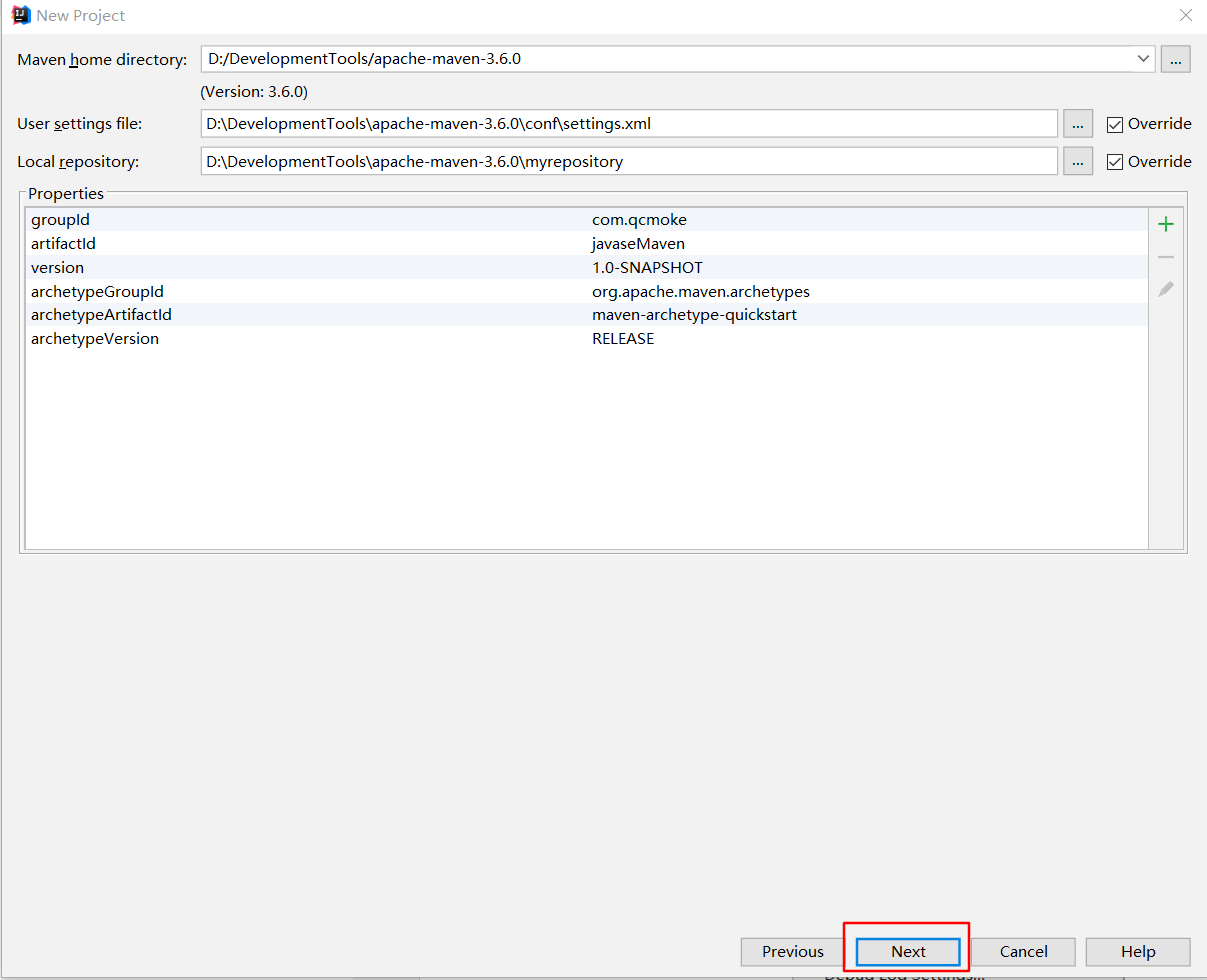 New Project
Maven home directory: D:/DevelopmentTools/apache-maven-3.6.0 ...
(Version: 3.6.0)
User settings file: D:\DevelopmentTools\apache-maven-3.6.0\conf\settings.xml ... Override
Local repository: D:\DevelopmentTools\apache-maven-3.6.0\myrepository ... Override
Properties
groupId com.qcmoke
artifactId javaseMaven
version 1.0-SNAPSHOT
archetypeGroupId org.apache.maven.archetypes
archetypeArtifactId maven-archetype-quickstart
archetypeVersion RELEASE
Previous Next Cancel Help
Debug Log Settings...